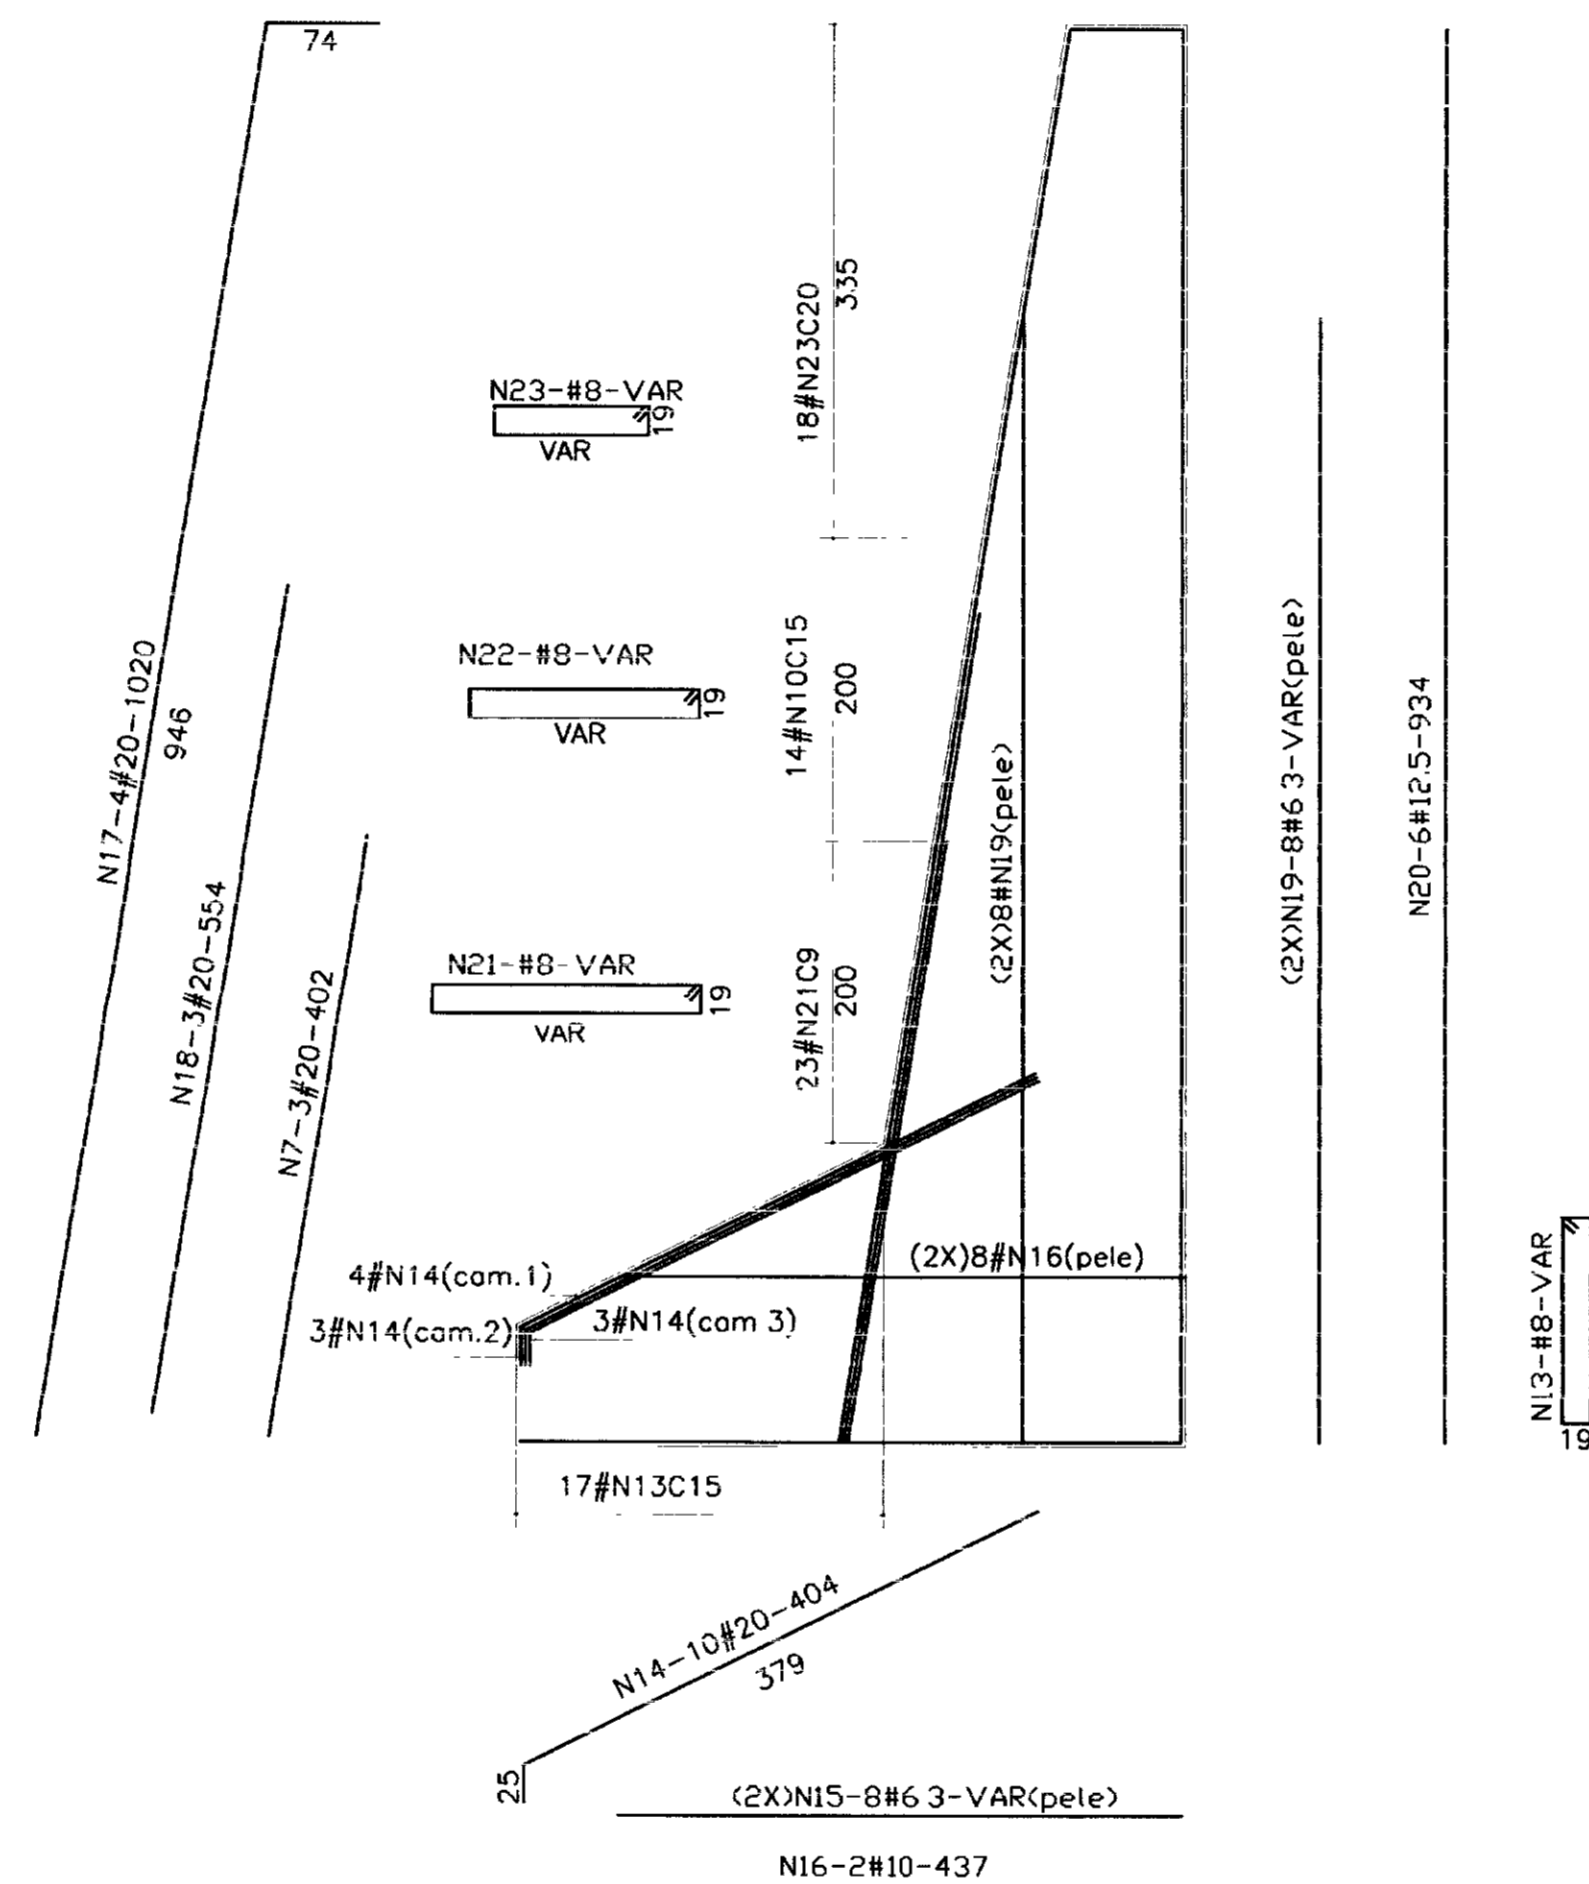 74
335
18#N23C20
N23-#8-VAR
19
VAR
14#N10C15
200
N22-#8-VAR
19
VAR
(2X)N19-8#6 3-VAR(pele)
N17-4#20-1020
946
N20-6#12.5-934
(2X)8#N19(pele)
N18-3#20-554
23#N21C9
200
N21-#8-VAR
19
VAR
N7-3#20-402
(2X)8#N16(pele)
4#N14(cam.1)
3#N14(cam.2)
3#N14(cam 3)
N13-#8-VAR
19
17#N13C15
N14-10#20-404
379
25
(2X)N15-8#6 3-VAR(pele)
N16-2#10-437